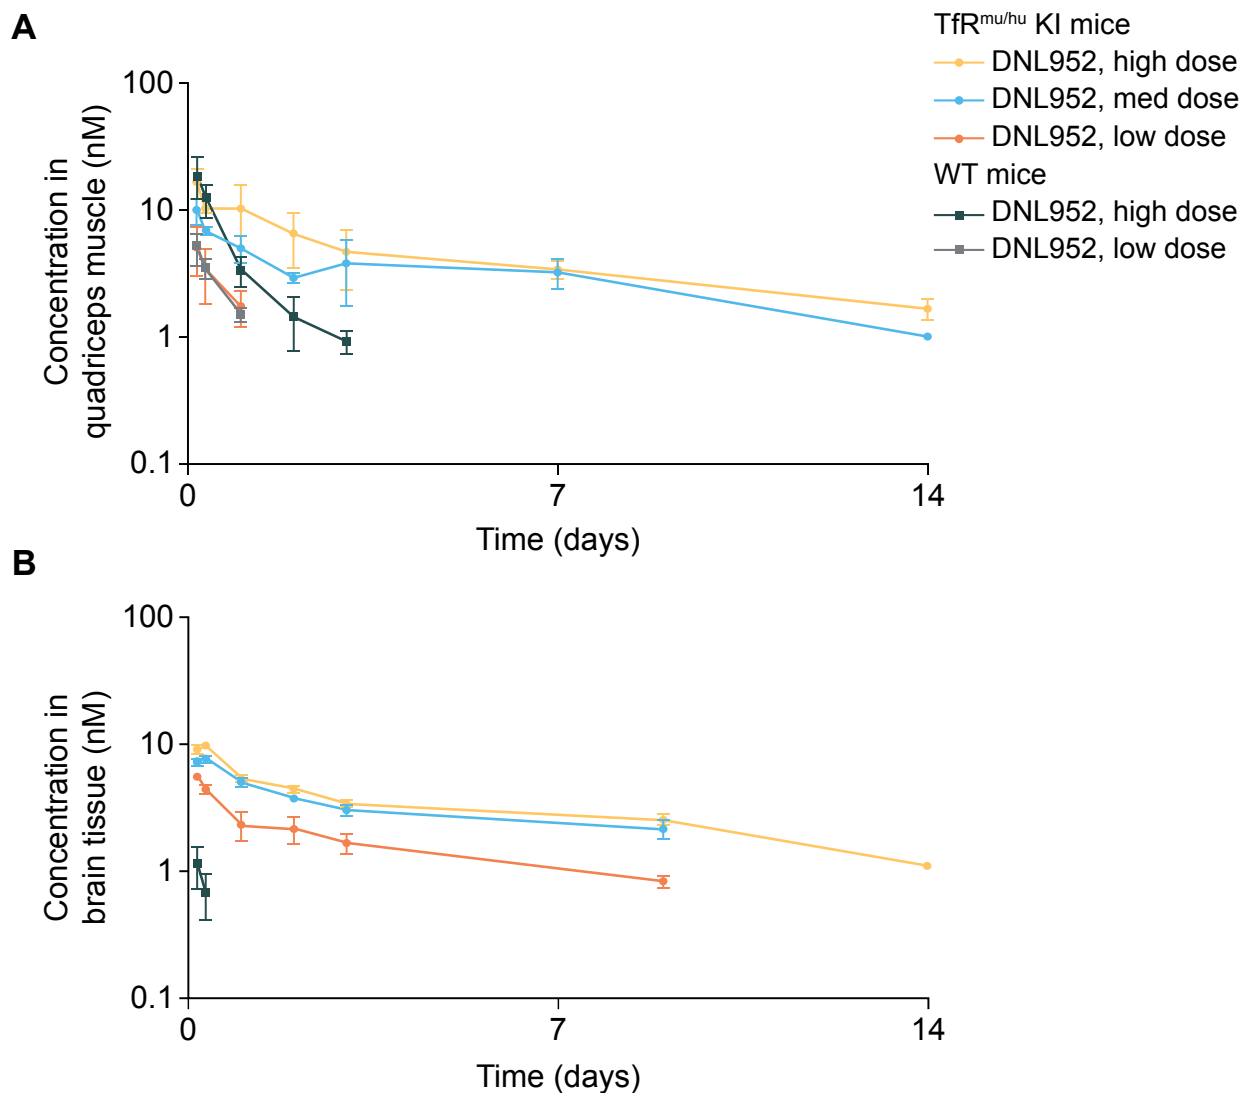 A
TfRmu/hu KI mice
DNL952, high dose
DNL952, med dose
DNL952, low dose
WT mice
DNL952, high dose
DNL952, low dose
Concentration in
quadriceps muscle (nM)
100
10
1
0.1
0
7
14
Time (days)
B
Concentration in
brain tissue (nM)
100
10
1
0.1
0
7
14
Time (days)